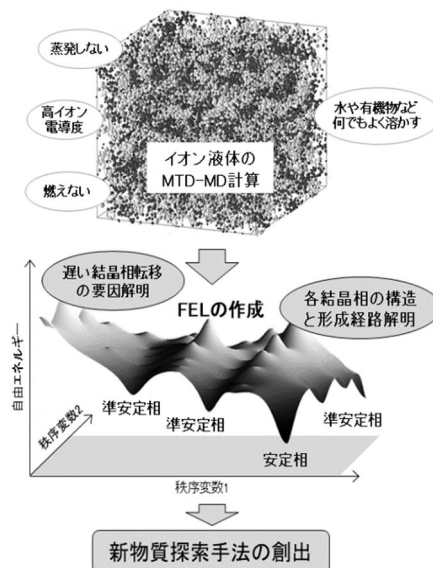 蒸発しない
高イオン
電導度
水や有機物など
何でもよく溶かす
燃えない
イオン液体の
MTD-MD計算
遅い結晶相転移
の要因解明
FELの作成
各結晶相の構造
と形成経路解明
自由エネルギー
秩序変数2
準安定相
準安定相
準安定相
安定相
秩序変数1
新物質探索手法の創出